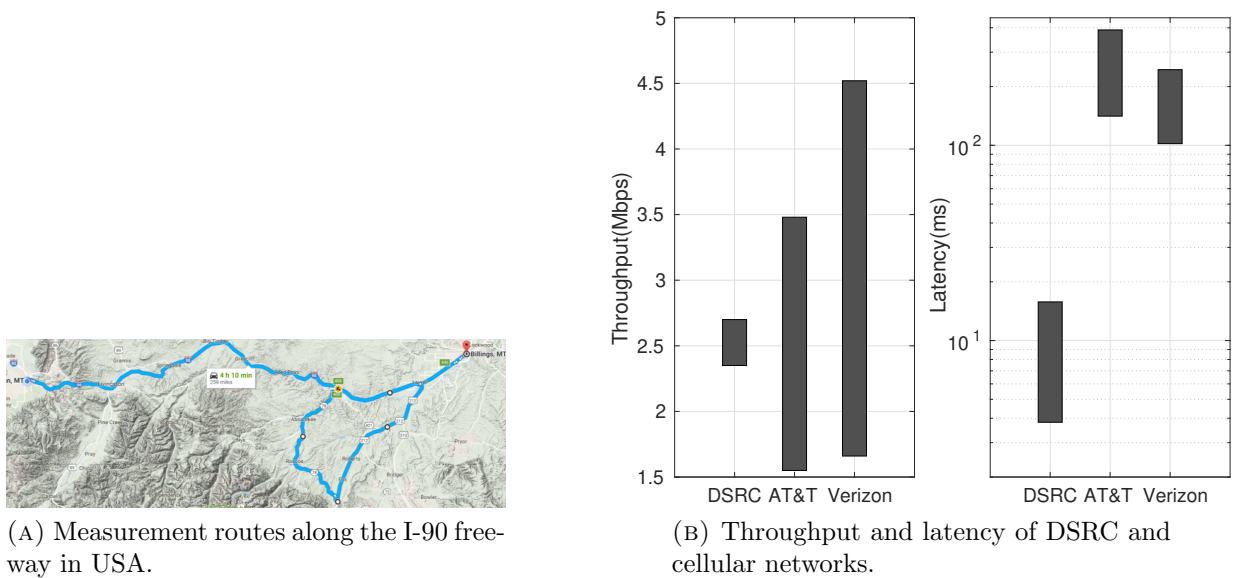 Billings, MT
4 h 10 min
259 miles
(A) Measurement routes along the I-90 free-
way in USA.
5
4.5
4
3.5
3
2.5
2
1.5
Throughput(Mbps)
DSRC AT&T Verizon
10 2
10 1
Latency(ms)
DSRC AT&T Verizon
(B) Throughput and latency of DSRC and
cellular networks.